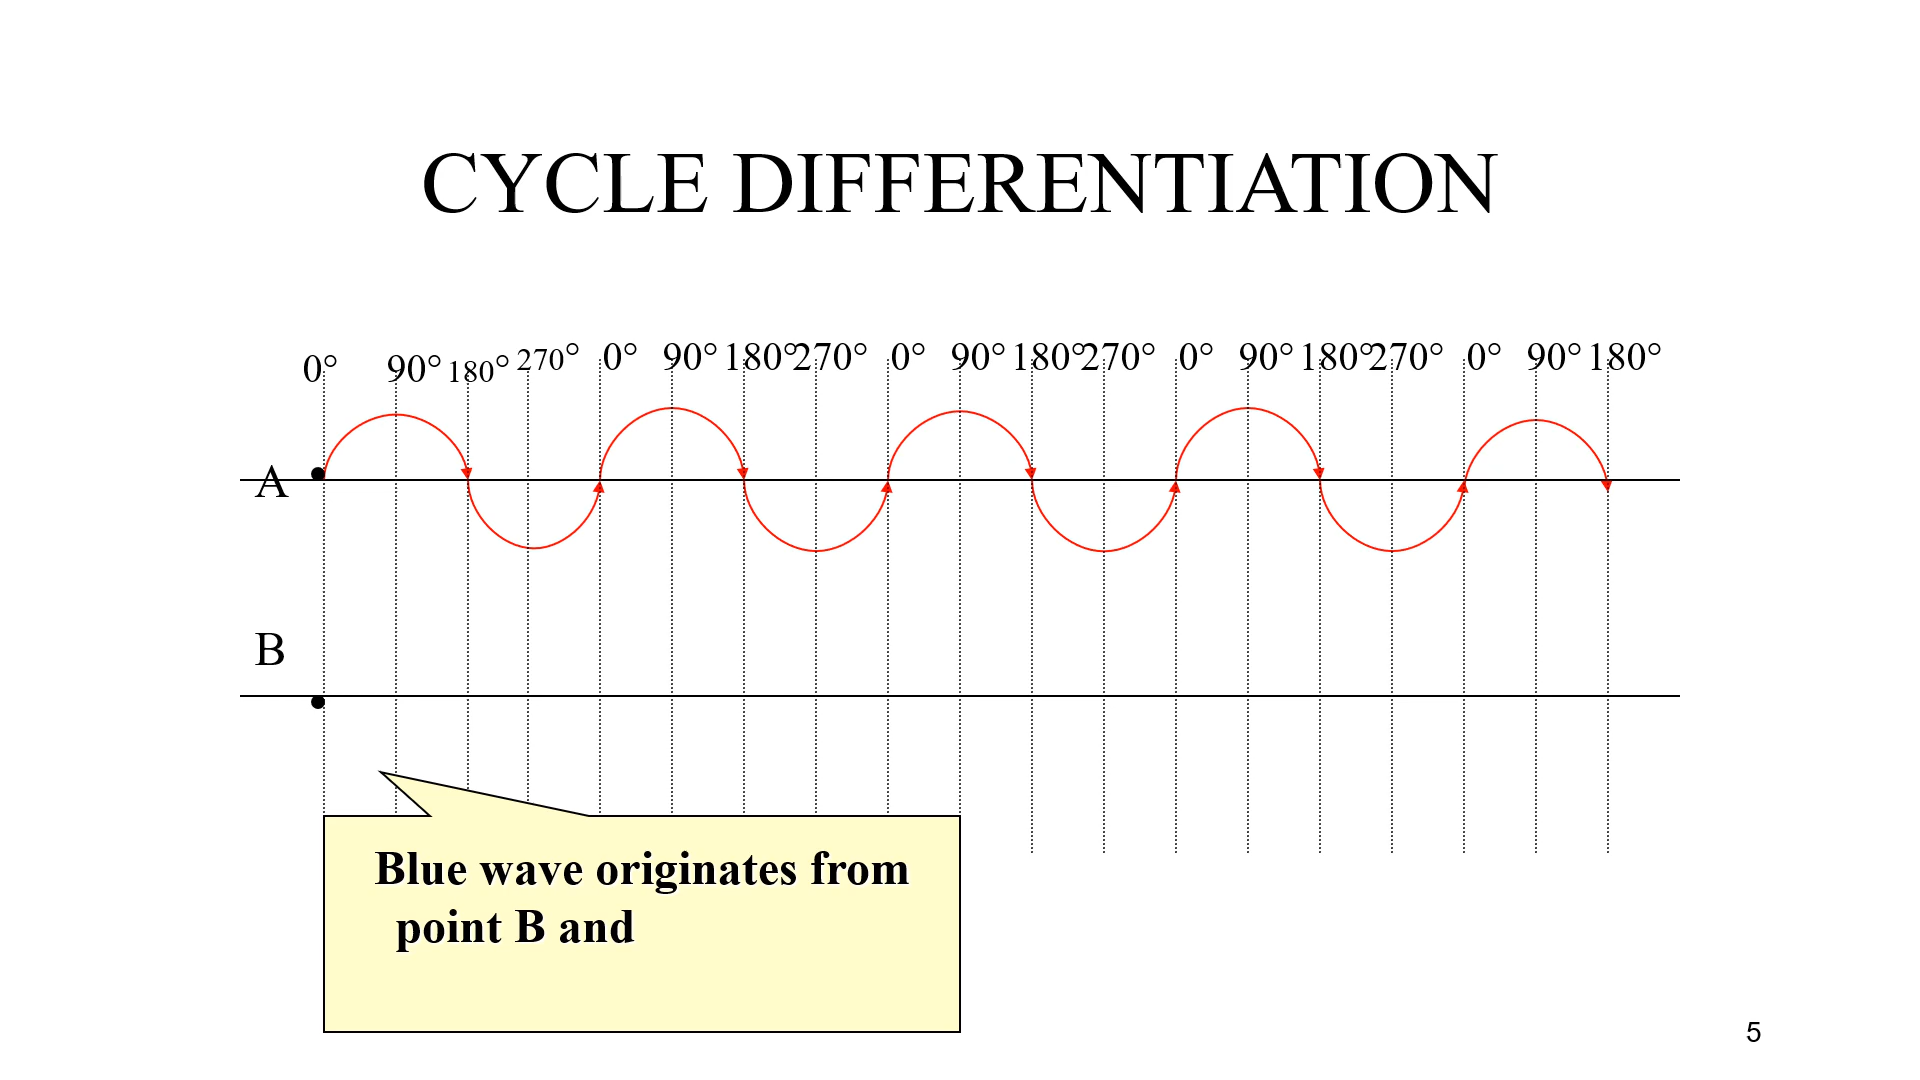 CYCLE DIFFERENTIATION
0° 90° 180° 270° 0° 90° 180° 270° 0° 90° 180° 270° 0° 90° 180° 270° 0° 90° 180°
A
B
Blue wave originates from
point B and
5